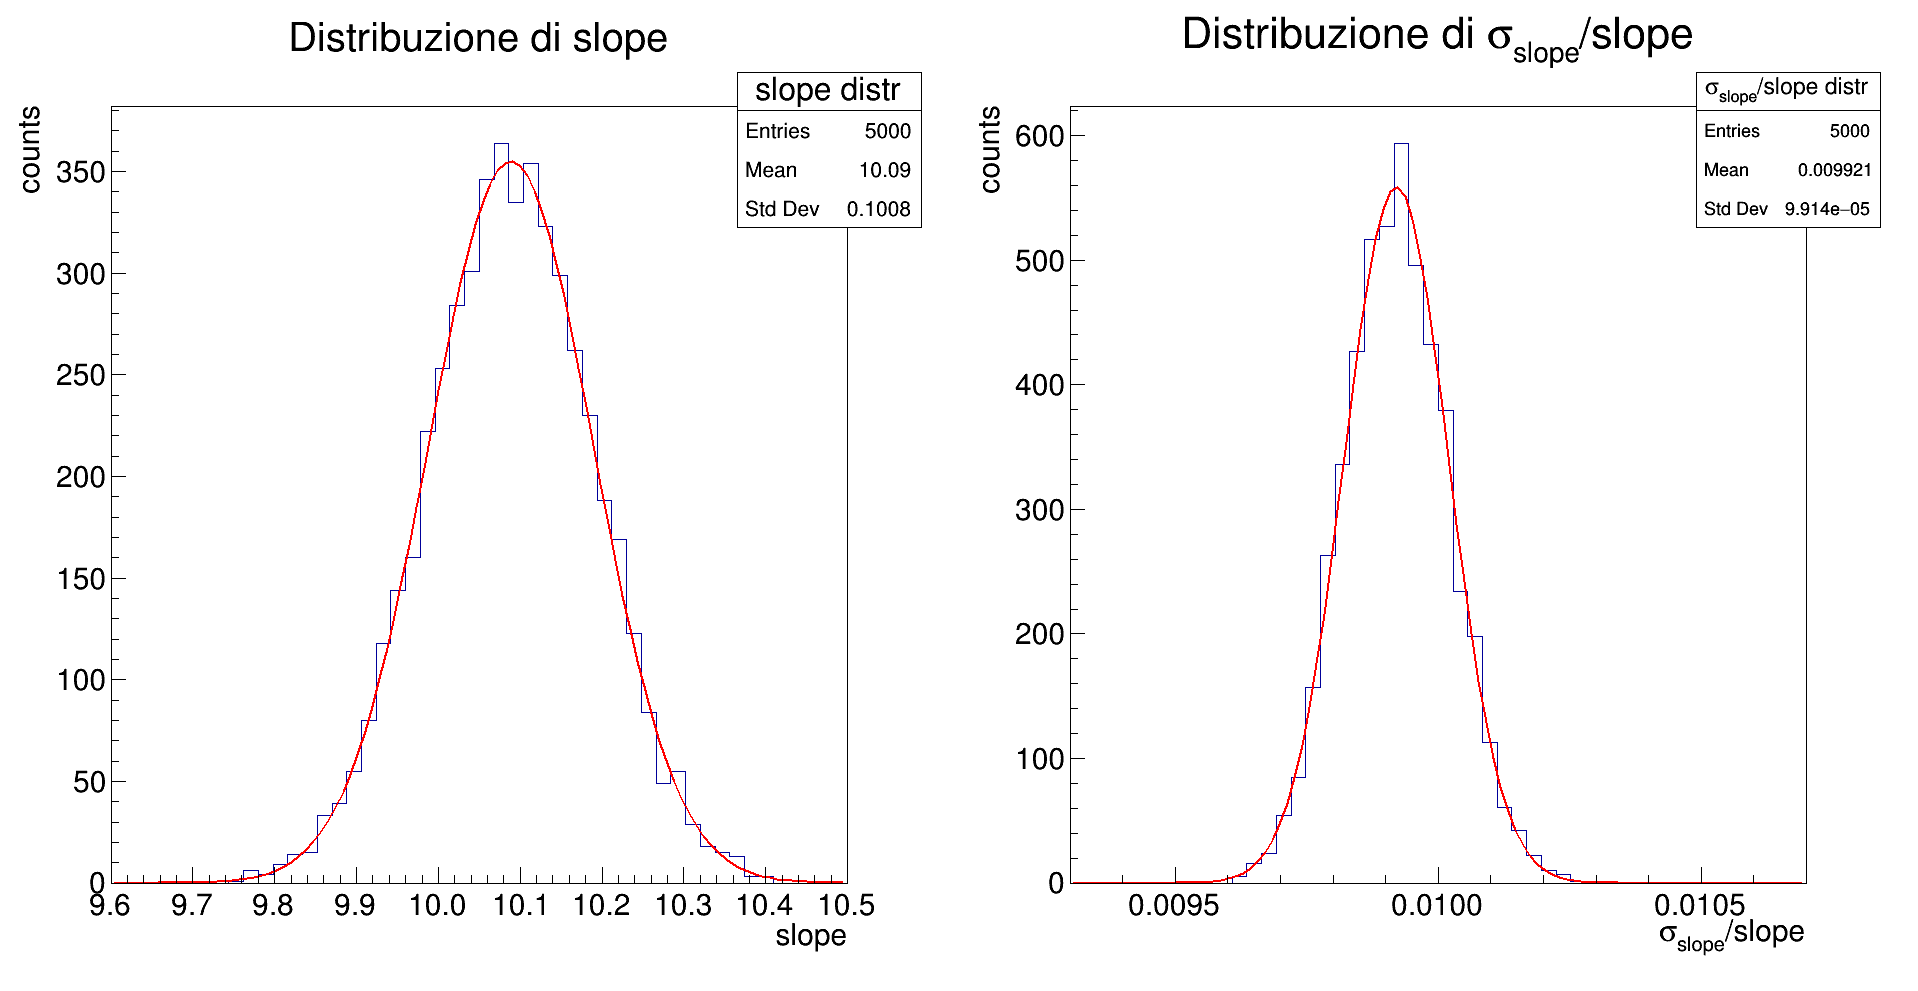 Distribuzione di slope
slope distr
Entries 5000
Mean 10.09
Std Dev 0.1008
counts
350
300
250
200
150
100
50
0
9.6 9.7 9.8 9.9 10.0 10.1 10.2 10.3 10.4 10.5
slope
Distribuzione di σslope/slope
σslope/slope distr
Entries 5000
Mean 0.009921
Std Dev 9.914e−05
counts
600
500
400
300
200
100
0
0.0095 0.0100 0.0105
σslope/slope